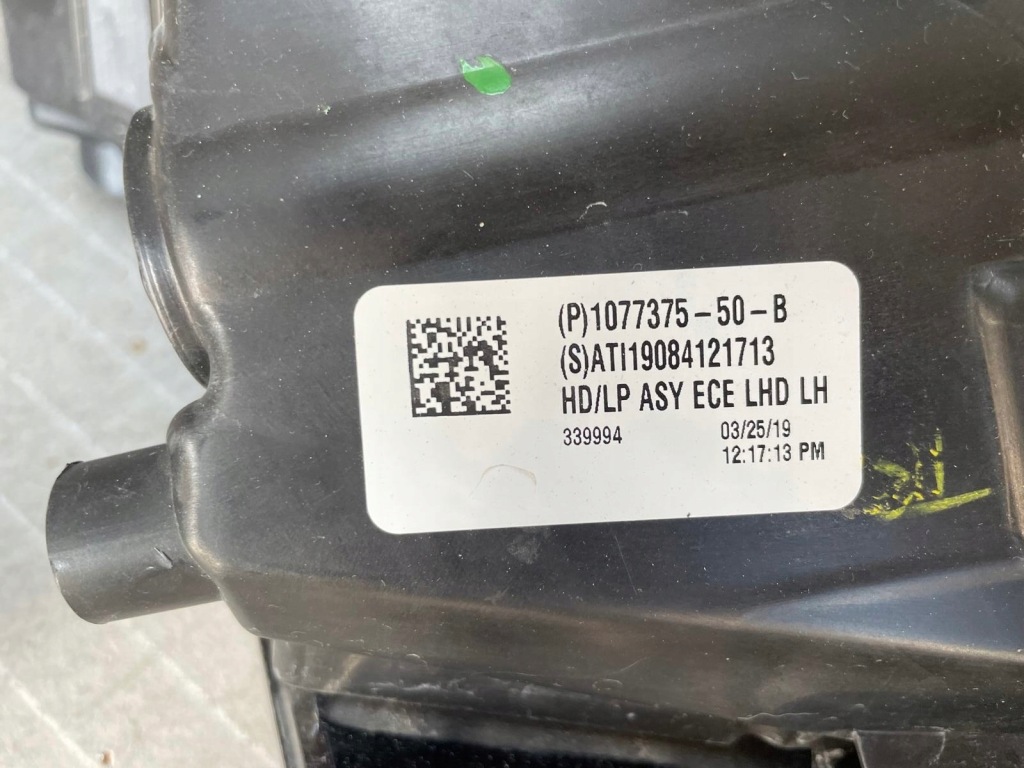 (P)1077375-50-B
(S)ATI19084121713
HD/LP ASY ECE LHD LH
339994 03/25/19
12:17:13 PM